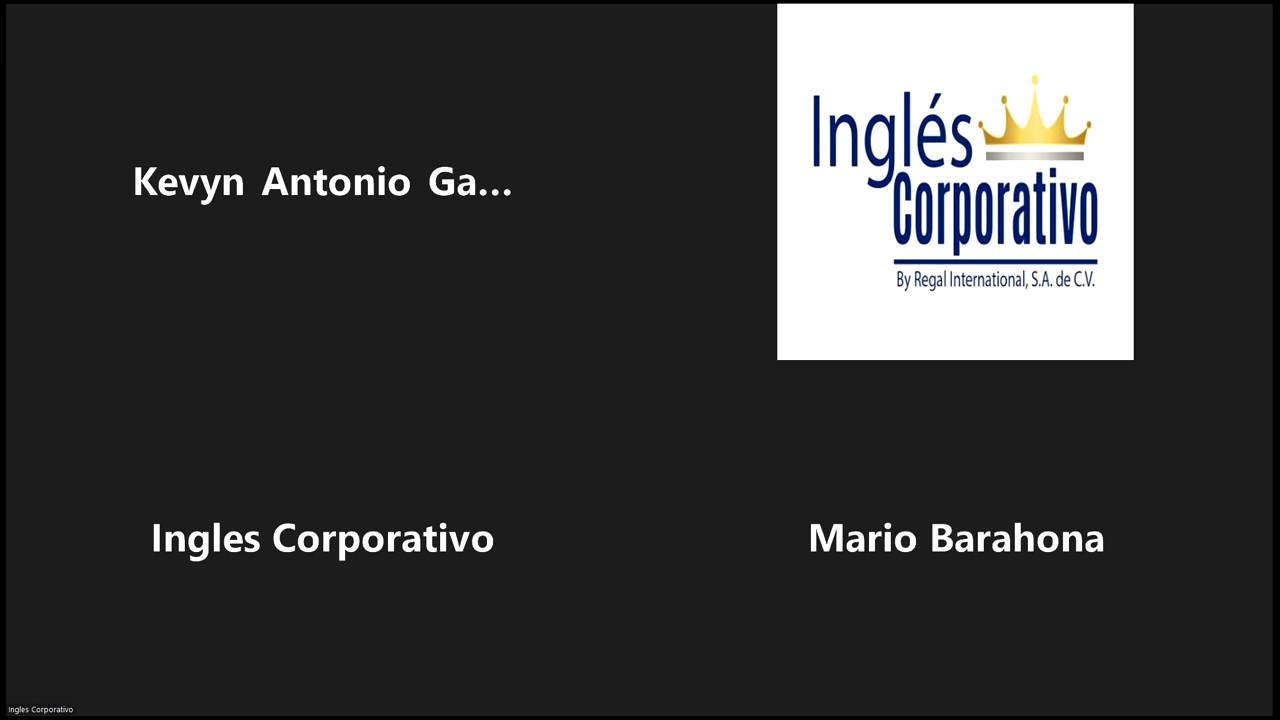 Kevyn Antonio Ga...
Inglés
Corporativo
By Regal International, S.A. de C.V.
Ingles Corporativo
Mario Barahona
Ingles Corporativo